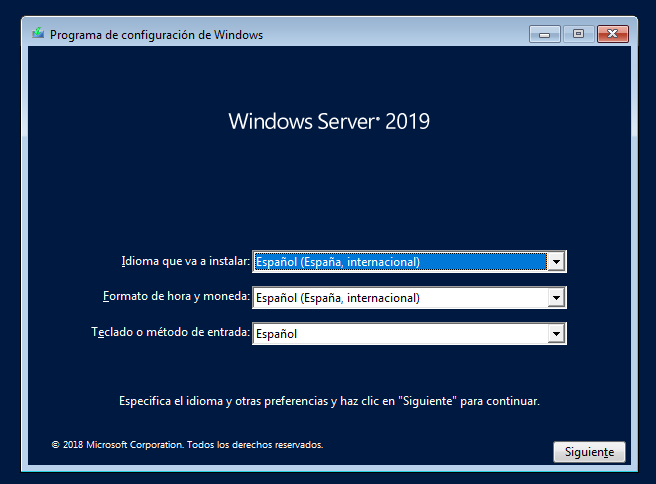 Programa de configuración de Windows
Windows Server® 2019
Idioma que va a instalar: Español (España, internacional)
Formato de hora y moneda: Español (España, internacional)
Teclado o método de entrada: Español
Especifica el idioma y otras preferencias y haz clic en "Siguiente" para continuar.
© 2018 Microsoft Corporation. Todos los derechos reservados.
Siguiente